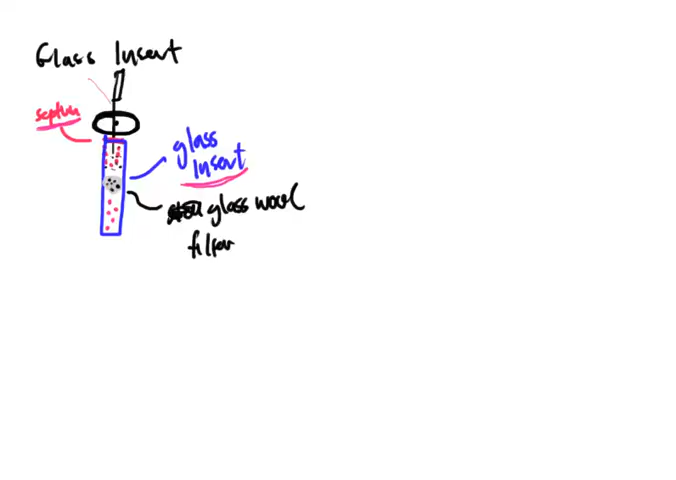 Glass Insert
septum
glass
Insert
glass wool
filter